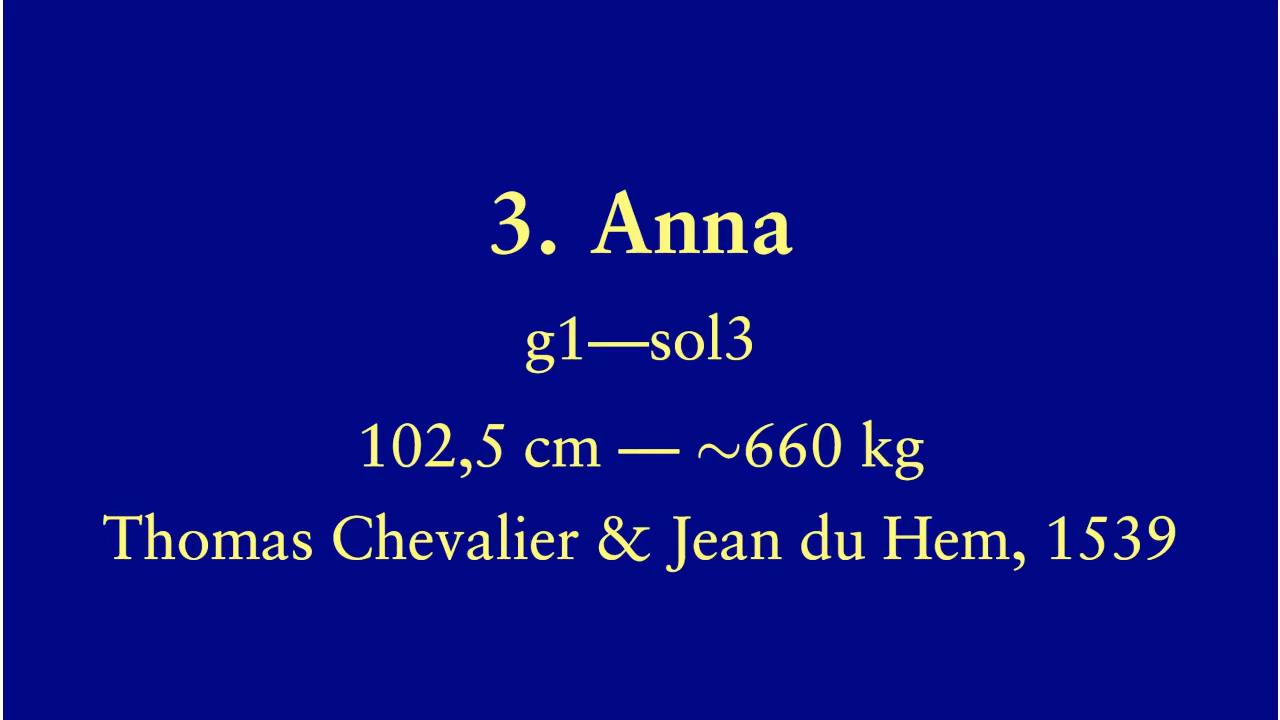 3. Anna
g1—sol3
102,5 cm — ~660 kg
Thomas Chevalier & Jean du Hem, 1539